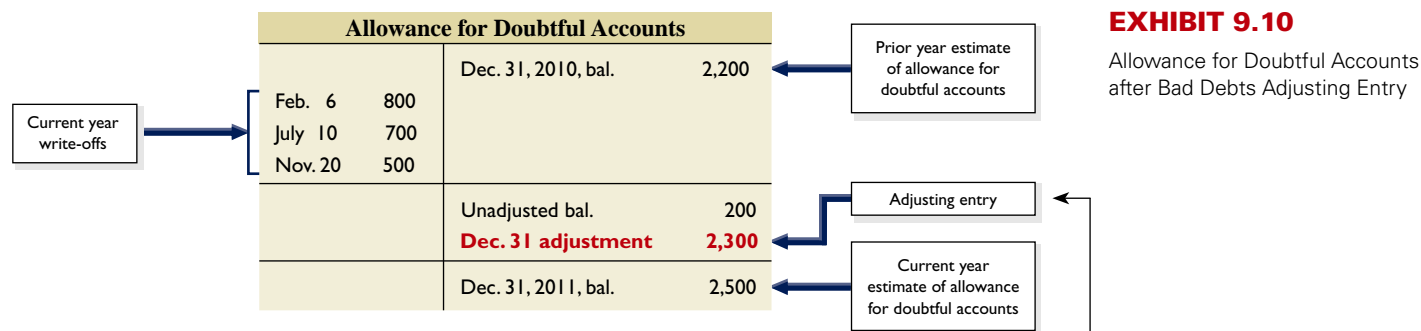 EXHIBIT 9.10
Allowance for Doubtful Accounts
after Bad Debts Adjusting Entry
Allowance for Doubtful Accounts
Dec. 31, 2010, bal. 2,200
Prior year estimate
of allowance for
doubtful accounts
Current year
write-offs
Feb. 6 800
July 10 700
Nov. 20 500
Unadjusted bal. 200
Adjusting entry
Dec. 31 adjustment 2,300
Dec. 31, 2011, bal. 2,500
Current year
estimate of allowance
for doubtful accounts